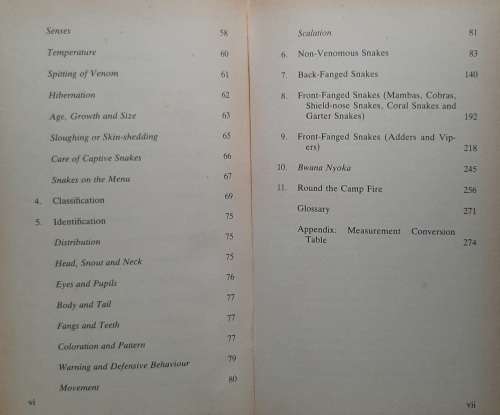 Senses 58
Temperature 60
Spitting of Venom 61
Hibernation 62
Age, Growth and Size 63
Sloughing or Skin-shedding 65
Care of Captive Snakes 66
Snakes on the Menu 67
4. Classification 69
5. Identification 75
Distribution 75
Head, Snout and Neck 75
Eyes and Pupils 76
Body and Tail 77
Fangs and Teeth 77
Coloration and Pattern 77
Warning and Defensive Behaviour 79
Movement 80
vi
Scalation 81
6. Non-Venomous Snakes 83
7. Back-Fanged Snakes 140
8. Front-Fanged Snakes (Mambas, Cobras,
Shield-nose Snakes, Coral Snakes and
Garter Snakes) 192
9. Front-Fanged Snakes (Adders and Vip-
ers) 218
10. Bwana Nyoka 245
11. Round the Camp Fire 256
Glossary 271
Appendix: Measurement Conversion
Table 274
vii